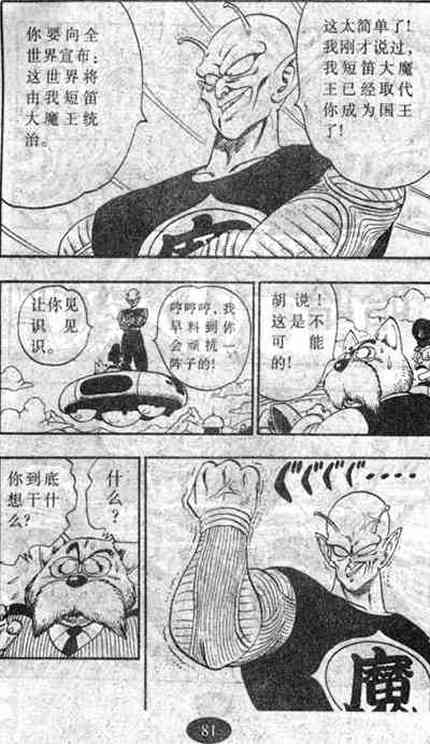 这太简单了！
我刚才说过，
我短笛大魔
王已经取代
你成为国王
了！
你要向全
世界宣布：
这世界将
由我短笛
大魔王统
治。
胡说！
这是不
可能
的！
哼哼哼，我
早料到你
会顽抗一
阵子的！
让你见
识见
识。
什
么？
你到底
想干什
么？
ぐぐぐぐ····
魔
81